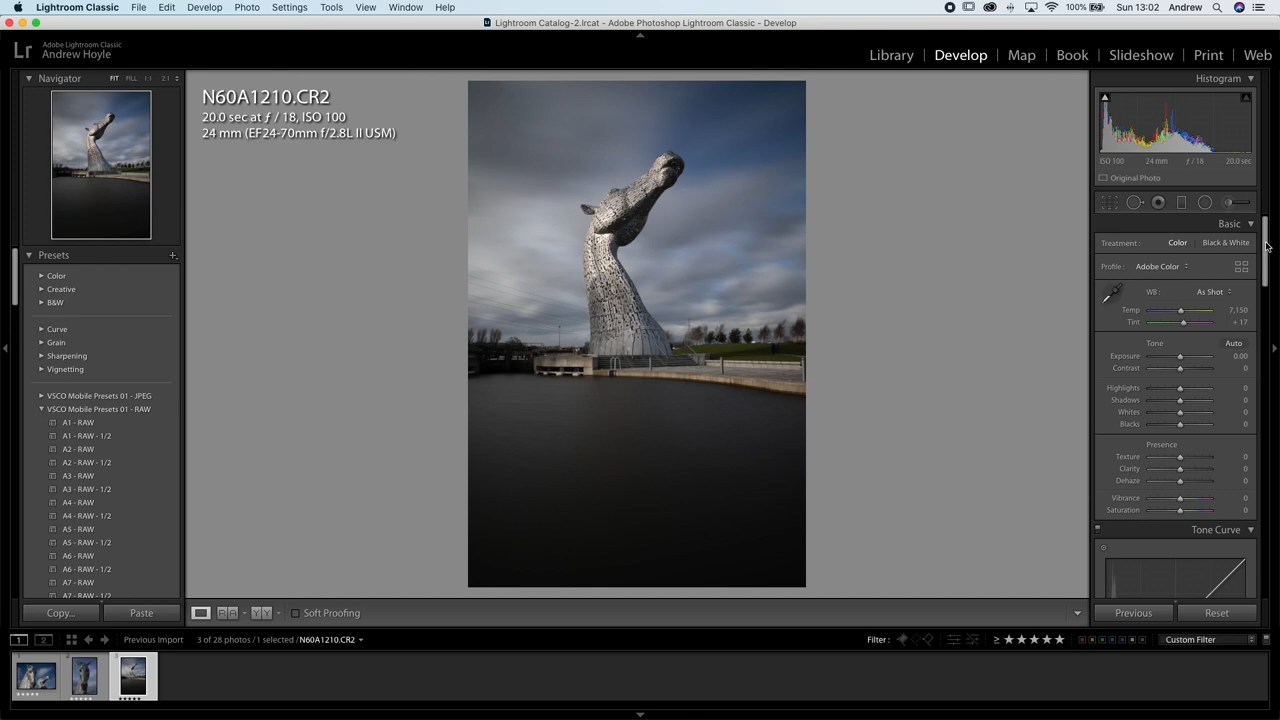 Lightroom Classic File Edit Develop Photo Settings Tools View Window Help 100% Sun 13:02 Andrew
Lightroom Catalog-2.lrcat - Adobe Photoshop Lightroom Classic - Develop
Lr Adobe Lightroom Classic
Andrew Hoyle
Library | Develop | Map | Book | Slideshow | Print | Web
Navigator FIT FILL 1:1 2:1
Histogram
N60A1210.CR2
20.0 sec at ƒ / 18, ISO 100
24 mm (EF24-70mm f/2.8L II USM)
ISO 100 24 mm ƒ / 18 20.0 sec
Original Photo
Basic
Treatment : Color Black & White
Profile : Adobe Color
WB : As Shot
Temp 7,150
Tint + 17
Tone Auto
Exposure 0.00
Contrast 0
Highlights 0
Shadows 0
Whites 0
Blacks 0
Presence
Texture 0
Clarity 0
Dehaze 0
Vibrance 0
Saturation 0
Tone Curve
Presets +
Color
Creative
B&W
Curve
Grain
Sharpening
Vignetting
VSCO Mobile Presets 01 - JPEG
VSCO Mobile Presets 01 - RAW
A1 - RAW
A1 - RAW - 1/2
A2 - RAW
A2 - RAW - 1/2
A3 - RAW
A3 - RAW - 1/2
A4 - RAW
A4 - RAW - 1/2
A5 - RAW
A5 - RAW - 1/2
A6 - RAW
A6 - RAW - 1/2
A7 - RAW
A7 - RAW - 1/2
Copy... Paste
Soft Proofing
Previous Reset
1 2 Previous Import 3 of 28 photos / 1 selected / N60A1210.CR2 Filter : ≥ ★★★★★ Custom Filter